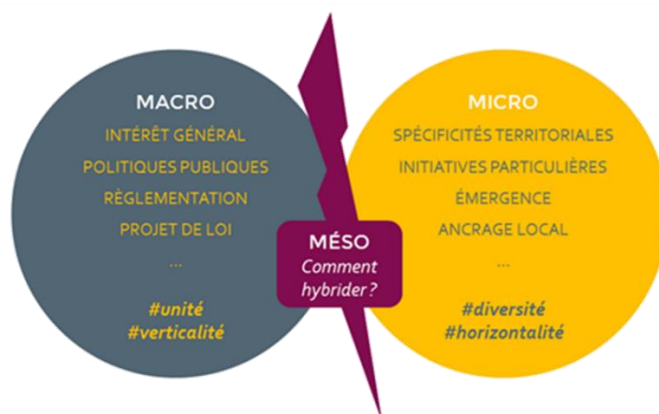 MACRO
INTÉRÊT GÉNÉRAL
POLITIQUES PUBLIQUES
RÈGLEMENTATION
PROJET DE LOI
...
#unité
#verticalité
MÉSO
Comment
hybrider ?
MICRO
SPÉCIFICITÉS TERRITORIALES
INITIATIVES PARTICULIÈRES
ÉMERGENCE
ANCRAGE LOCAL
...
#diversité
#horizontalité